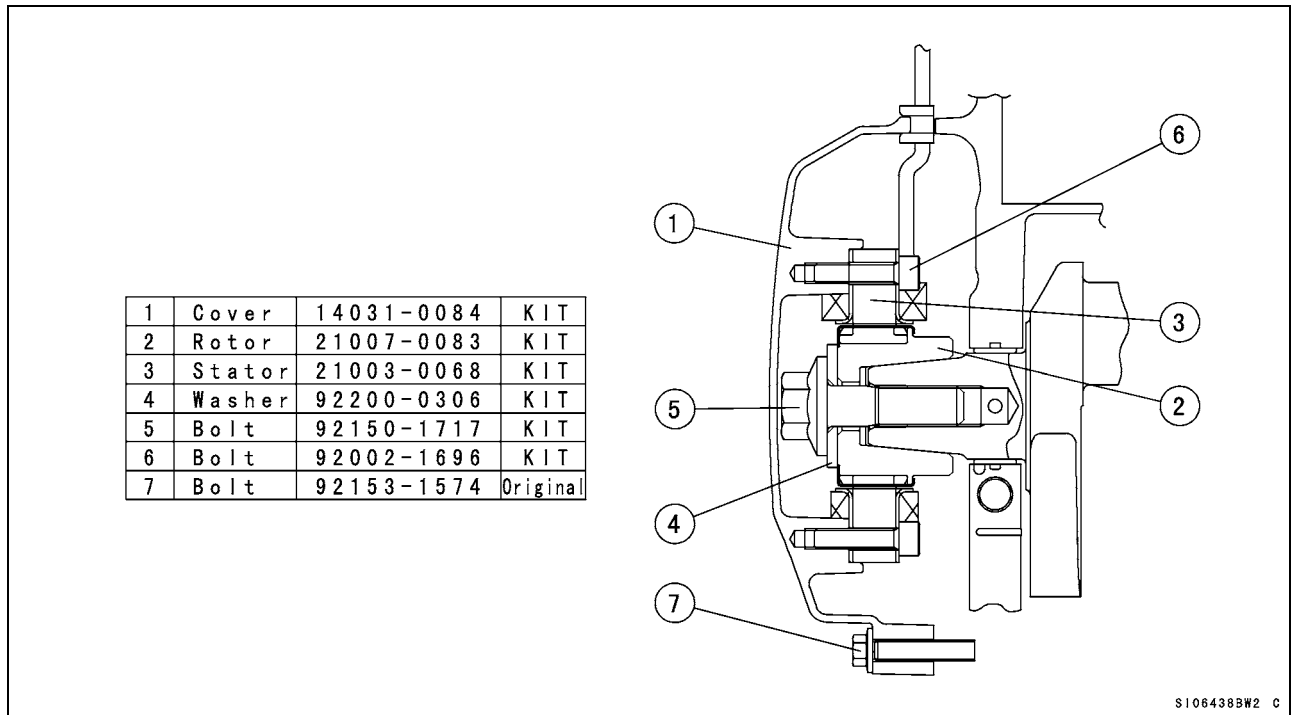 1 Cover 14031-0084 KIT
2 Rotor 21007-0083 KIT
3 Stator 21003-0068 KIT
4 Washer 92200-0306 KIT
5 Bolt 92150-1717 KIT
6 Bolt 92002-1696 KIT
7 Bolt 92153-1574 Original
6
1
3
5
2
4
7
SI06438BW2 C